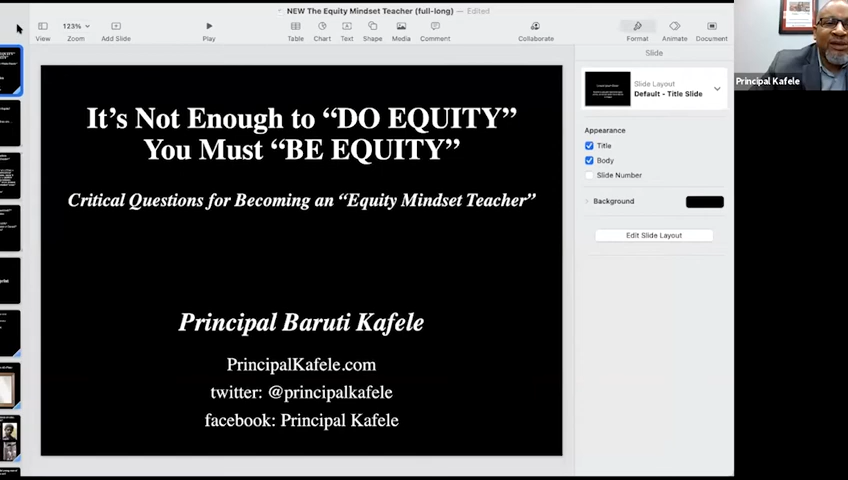 NEW The Equity Mindset Teacher (full-long) — Edited
123%
View
Zoom
Add Slide
Play
Table
Chart
Text
Shape
Media
Comment
Collaborate
Format
Animate
Document
It's Not Enough to “DO EQUITY”
You Must “BE EQUITY”
Critical Questions for Becoming an “Equity Mindset Teacher”
Principal Baruti Kafele
PrincipalKafele.com
twitter: @principalkafele
facebook: Principal Kafele
Slide
Slide Layout
Default - Title Slide
Appearance
Title
Body
Slide Number
Background
Edit Slide Layout
Principal Kafele